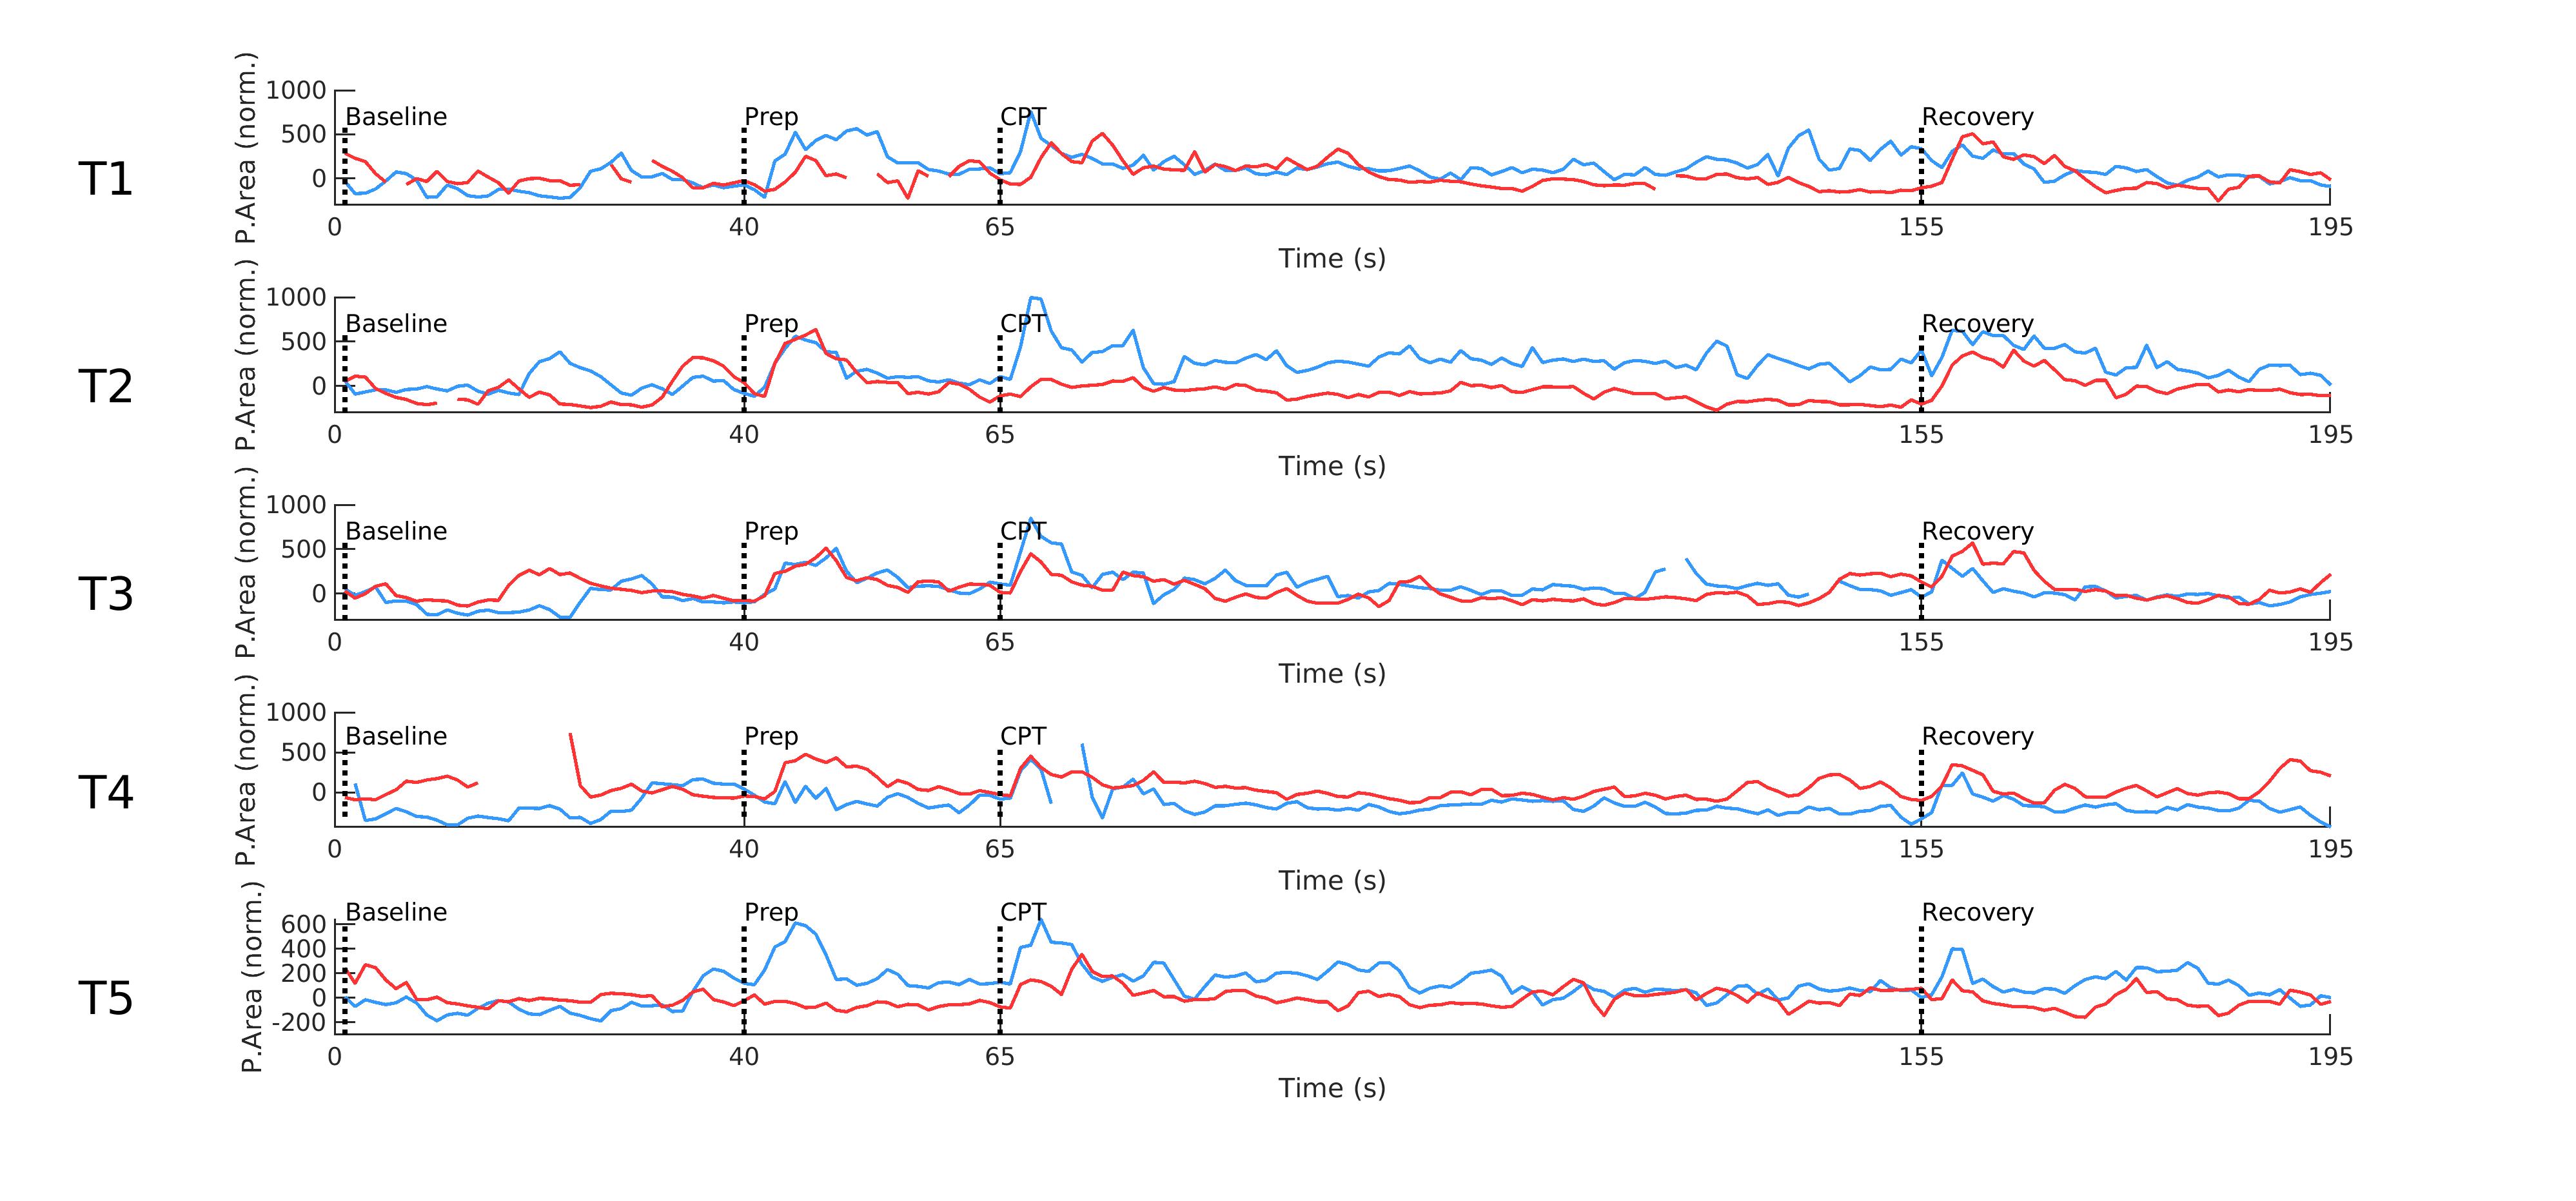 T1
P.Area (norm.)
1000
500
0
Baseline
Prep
CPT
Recovery
0 40 65 155 195
Time (s)
T2
P.Area (norm.)
1000
500
0
Baseline
Prep
CPT
Recovery
0 40 65 155 195
Time (s)
T3
P.Area (norm.)
1000
500
0
Baseline
Prep
CPT
Recovery
0 40 65 155 195
Time (s)
T4
P.Area (norm.)
1000
500
0
Baseline
Prep
CPT
Recovery
0 40 65 155 195
Time (s)
T5
P.Area (norm.)
600
400
200
0
-200
Baseline
Prep
CPT
Recovery
0 40 65 155 195
Time (s)